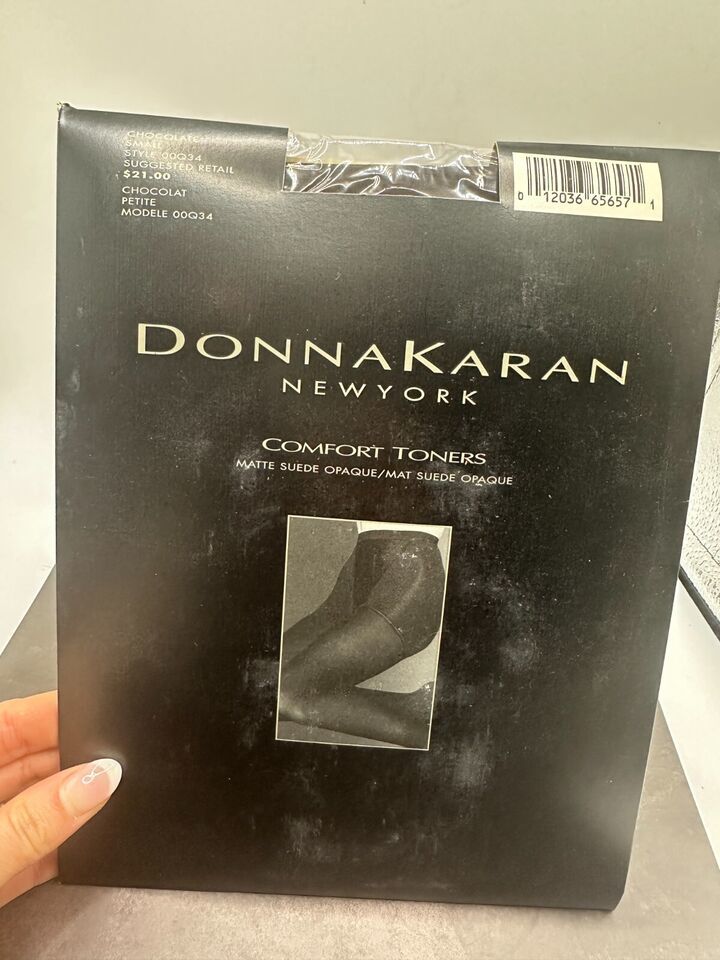 CHOCOLATE
SMALL
STYLE 00Q34
SUGGESTED RETAIL
$21.00
CHOCOLAT
PETITE
MODELE 00Q34
0 12036 65657 1
DONNAKARAN
NEWYORK
COMFORT TONERS
MATTE SUEDE OPAQUE/MAT SUEDE OPAQUE